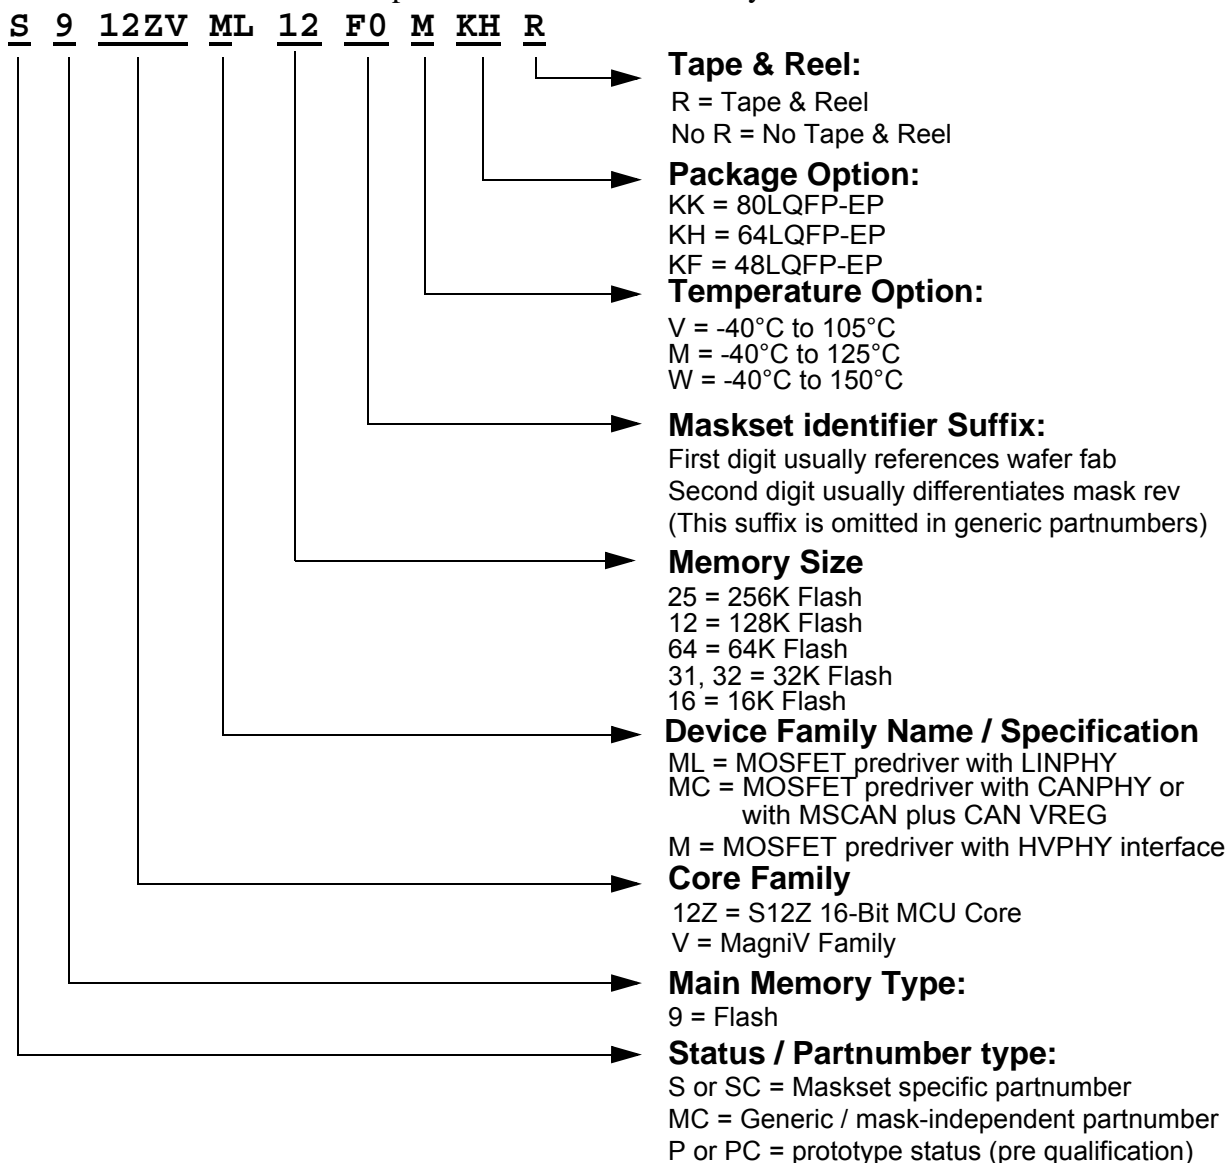 S 9 12ZV ML 12 F0 M KH R
Tape & Reel:
R = Tape & Reel
No R = No Tape & Reel
Package Option:
KK = 80LQFP-EP
KH = 64LQFP-EP
KF = 48LQFP-EP
Temperature Option:
V = -40°C to 105°C
M = -40°C to 125°C
W = -40°C to 150°C
Maskset identifier Suffix:
First digit usually references wafer fab
Second digit usually differentiates mask rev
(This suffix is omitted in generic partnumbers)
Memory Size
25 = 256K Flash
12 = 128K Flash
64 = 64K Flash
31, 32 = 32K Flash
16 = 16K Flash
Device Family Name / Specification
ML = MOSFET predriver with LINPHY
MC = MOSFET predriver with CANPHY or
with MSCAN plus CAN VREG
M = MOSFET predriver with HVPHY interface
Core Family
12Z = S12Z 16-Bit MCU Core
V = MagniV Family
Main Memory Type:
9 = Flash
Status / Partnumber type:
S or SC = Maskset specific partnumber
MC = Generic / mask-independent partnumber
P or PC = prototype status (pre qualification)